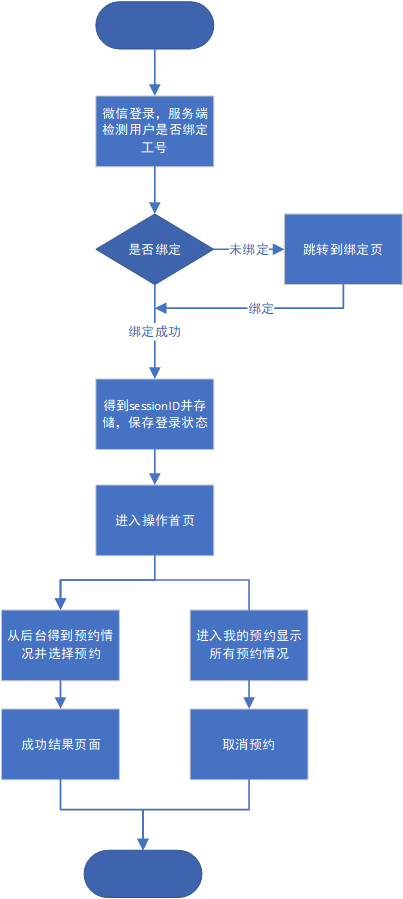 微信登录，服务端
检测用户是否绑定
工号
是否绑定
未绑定
跳转到绑定页
绑定
绑定成功
得到sessionID并存
储，保存登录状态
进入操作首页
从后台得到预约情
况并选择预约
进入我的预约显示
所有预约情况
成功结果页面
取消预约